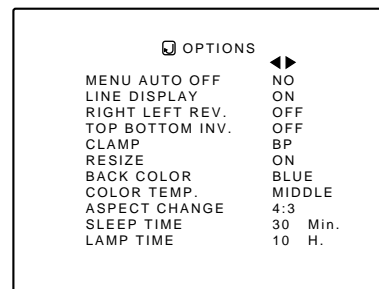 OPTIONS
MENU AUTO OFF NO
LINE DISPLAY ON
RIGHT LEFT REV. OFF
TOP BOTTOM INV. OFF
CLAMP BP
RESIZE ON
BACK COLOR BLUE
COLOR TEMP. MIDDLE
ASPECT CHANGE 4:3
SLEEP TIME 30 Min.
LAMP TIME 10 H.